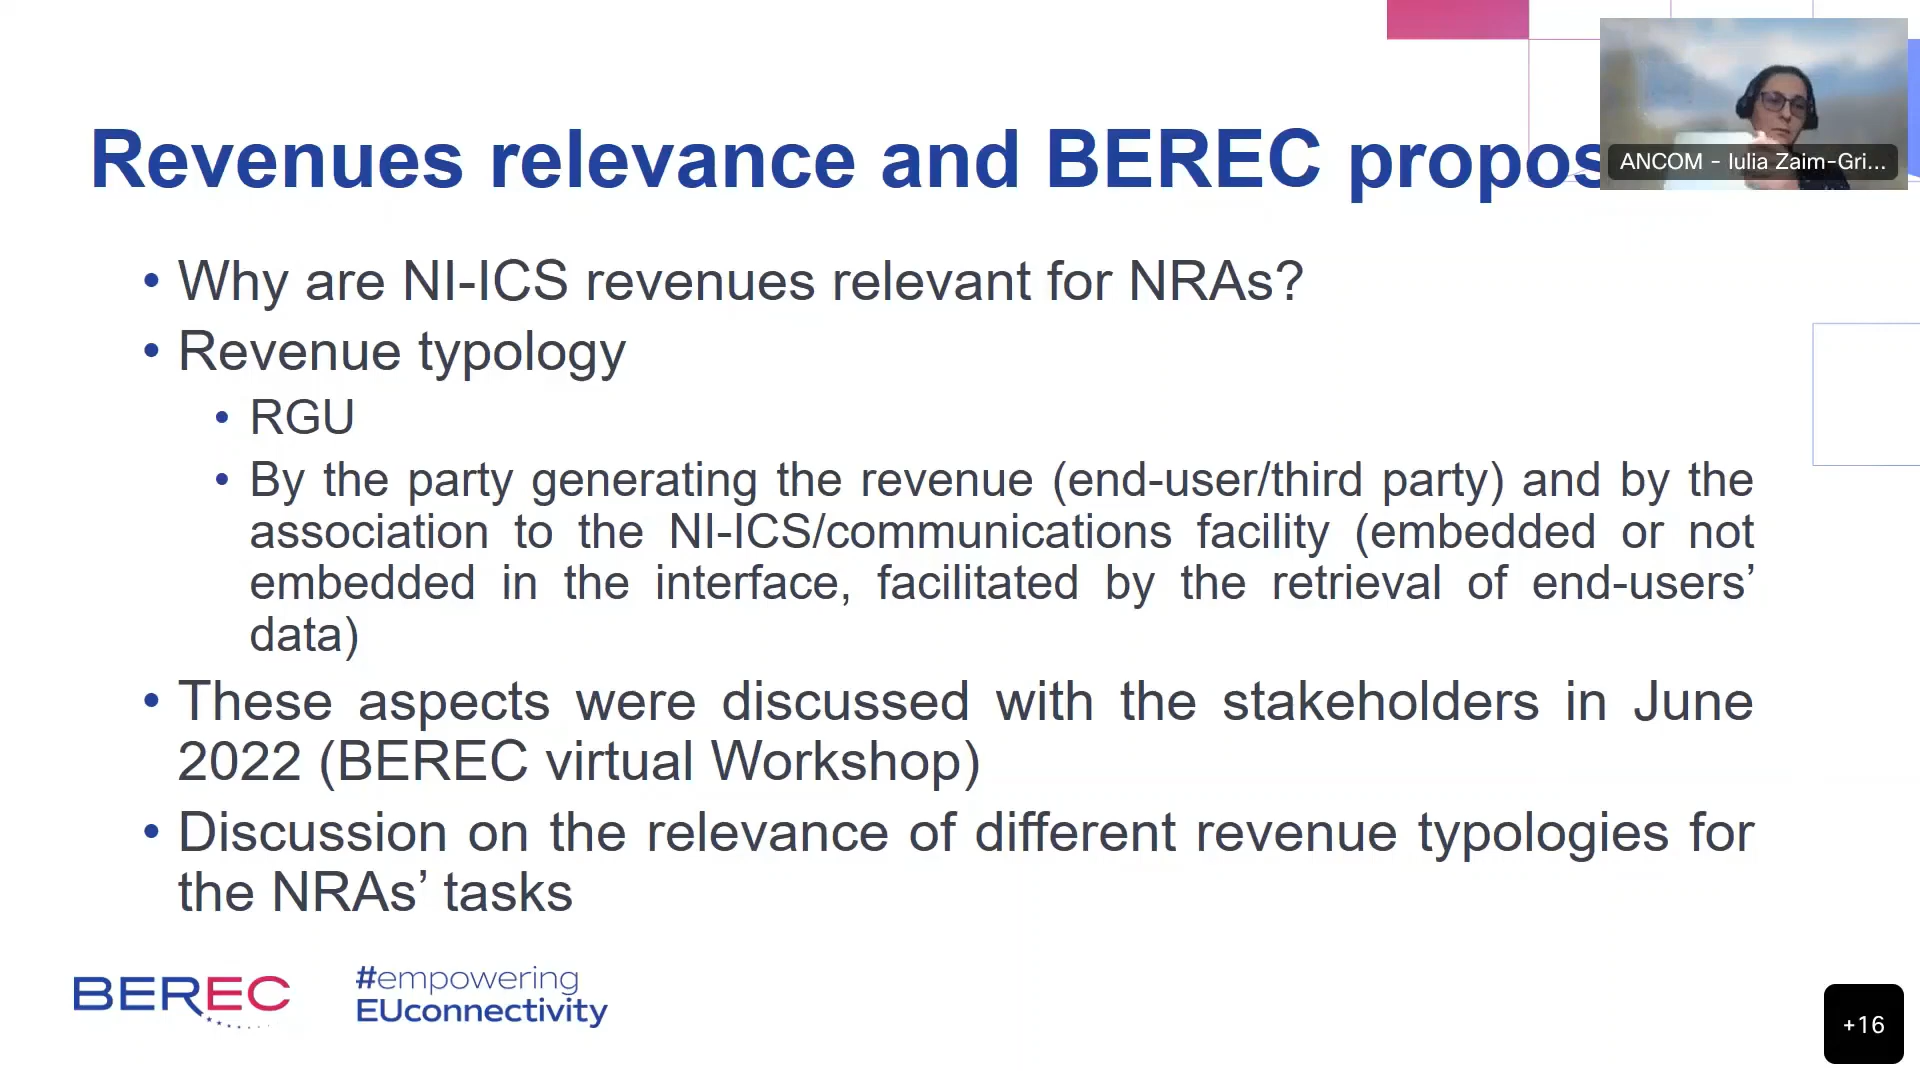 Revenues relevance and BEREC propos
ANCOM - Iulia Zaim-Gri...
• Why are NI-ICS revenues relevant for NRAs?
• Revenue typology
• RGU
• By the party generating the revenue (end-user/third party) and by the
association to the NI-ICS/communications facility (embedded or not
embedded in the interface, facilitated by the retrieval of end-users’
data)
• These aspects were discussed with the stakeholders in June
2022 (BEREC virtual Workshop)
• Discussion on the relevance of different revenue typologies for
the NRAs’ tasks
BEREC
#empowering
EUconnectivity
+16